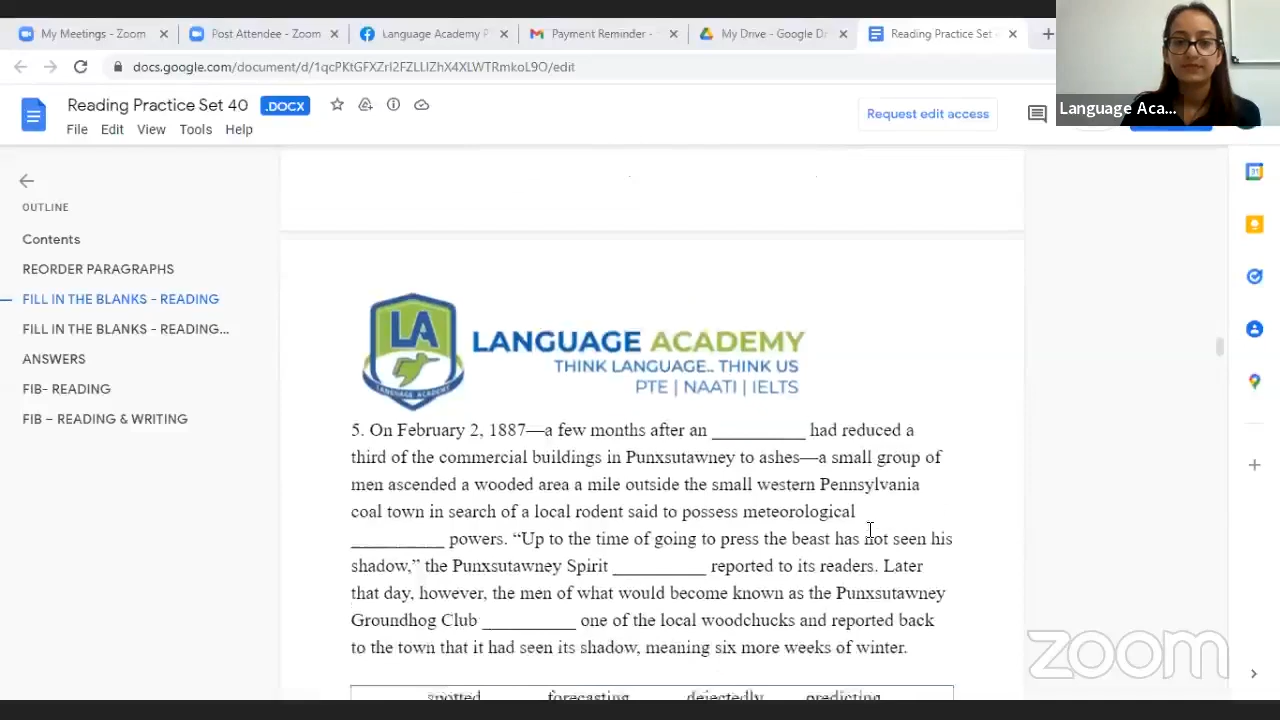 My Meetings - Zoom
Post Attendee - Zoom
Language Academy
Payment Reminder -
My Drive - Google Dr
Reading Practice Set
docs.google.com/document/d/1qcPKtGFXZrI2FZLLIZhX4XLWTRmkoL9O/edit
Reading Practice Set 40
.DOCX
File Edit View Tools Help
Request edit access
Language Aca...
OUTLINE
Contents
REORDER PARAGRAPHS
FILL IN THE BLANKS - READING
FILL IN THE BLANKS - READING...
ANSWERS
FIB- READING
FIB – READING & WRITING
LA
LANGUAGE ACADEMY
LANGUAGE ACADEMY
THINK LANGUAGE.. THINK US
PTE | NAATI | IELTS
5. On February 2, 1887—a few months after an __________ had reduced a
third of the commercial buildings in Punxsutawney to ashes—a small group of
men ascended a wooded area a mile outside the small western Pennsylvania
coal town in search of a local rodent said to possess meteorological
__________ powers. “Up to the time of going to press the beast has not seen his
shadow,” the Punxsutawney Spirit __________ reported to its readers. Later
that day, however, the men of what would become known as the Punxsutawney
Groundhog Club __________ one of the local woodchucks and reported back
to the town that it had seen its shadow, meaning six more weeks of winter.
spotted forecasting dejectedly predicting
zoom